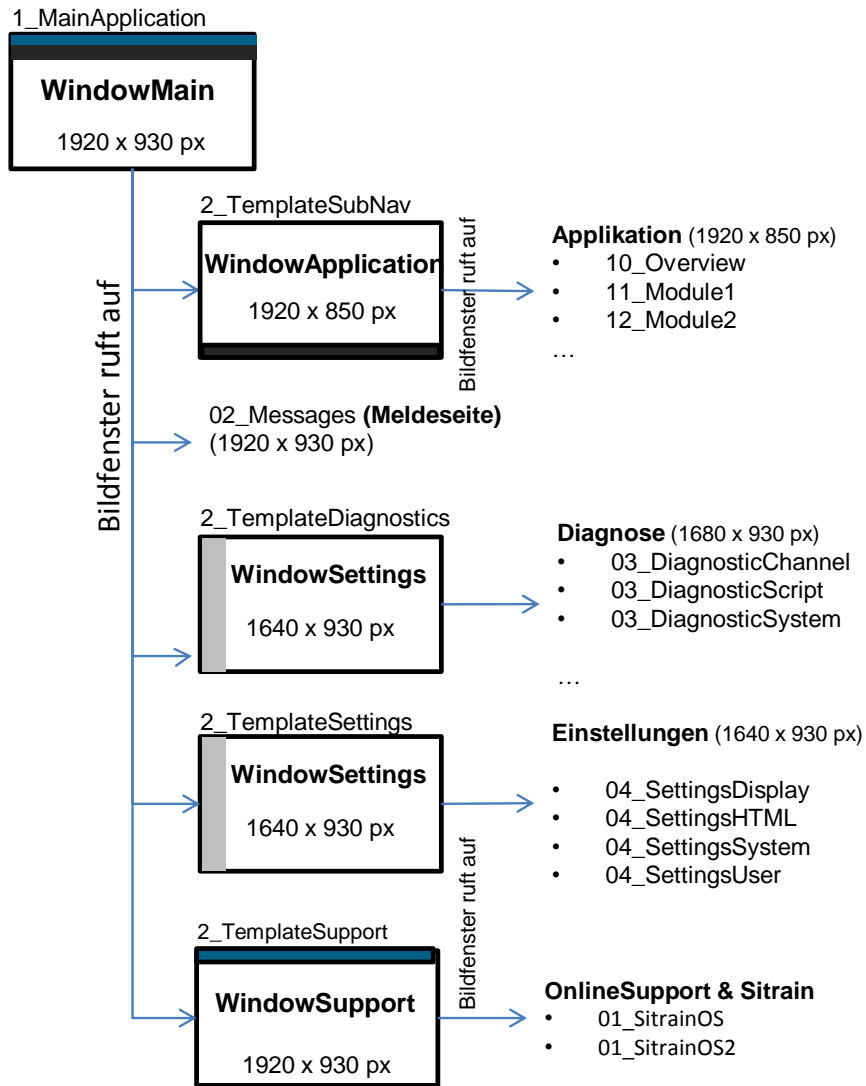 1_MainApplication
WindowMain
1920 x 930 px
Bildfenster ruft auf
2_TemplateSubNav
WindowApplication
1920 x 850 px
Bildfenster ruft auf
Applikation (1920 x 850 px)
• 10_Overview
• 11_Module1
• 12_Module2
…
02_Messages (Meldeseite)
(1920 x 930 px)
2_TemplateDiagnostics
WindowSettings
1640 x 930 px
Diagnose (1680 x 930 px)
• 03_DiagnosticChannel
• 03_DiagnosticScript
• 03_DiagnosticSystem
…
2_TemplateSettings
WindowSettings
1640 x 930 px
Einstellungen (1640 x 930 px)
• 04_SettingsDisplay
• 04_SettingsHTML
• 04_SettingsSystem
• 04_SettingsUser
Bildfenster ruft auf
2_TemplateSupport
WindowSupport
1920 x 930 px
OnlineSupport & Sitrain
• 01_SitrainOS
• 01_SitrainOS2